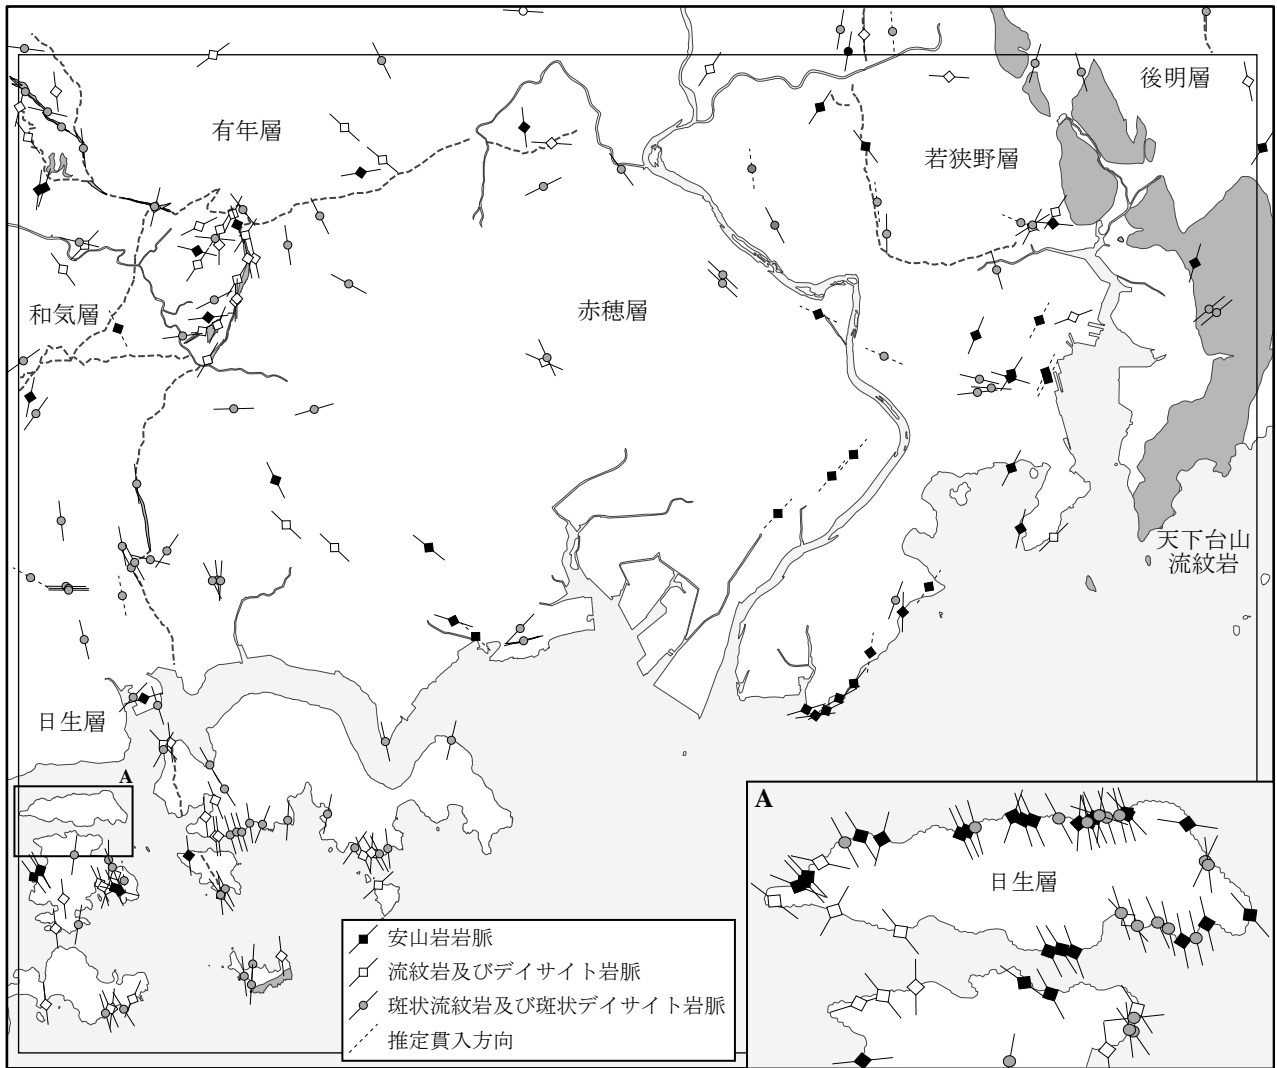 後明層
有年層
若狭野層
和気層
赤穂層
天下台山
流紋岩
日生層
A
A
日生層
安山岩岩脈
流紋岩及びデイサイト岩脈
斑状流紋岩及び斑状デイサイト岩脈
推定貫入方向